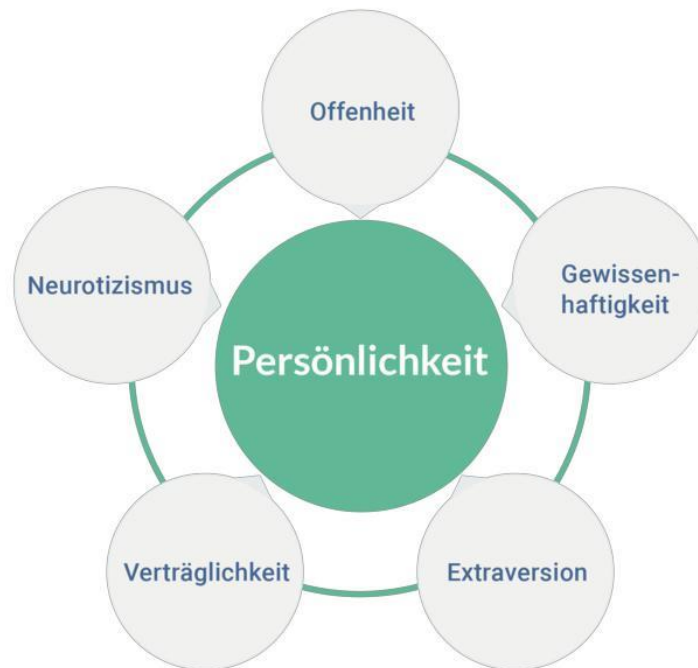 Offenheit
Neurotizismus
Gewissen-
haftigkeit
Persönlichkeit
Verträglichkeit
Extraversion